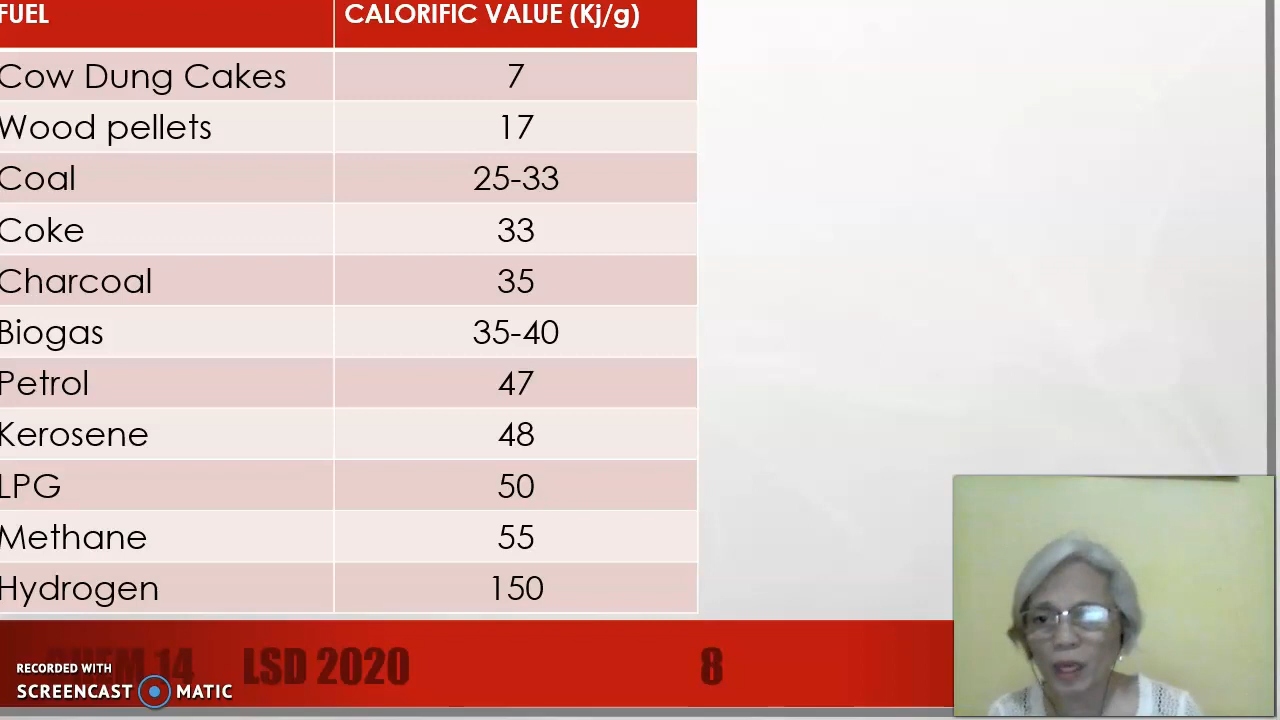 FUEL CALORIFIC VALUE (Kj/g)
Cow Dung Cakes 7
Wood pellets 17
Coal 25-33
Coke 33
Charcoal 35
Biogas 35-40
Petrol 47
Kerosene 48
LPG 50
Methane 55
Hydrogen 150
CHEM 14 LSD 2020 8
RECORDED WITH
SCREENCAST MATIC